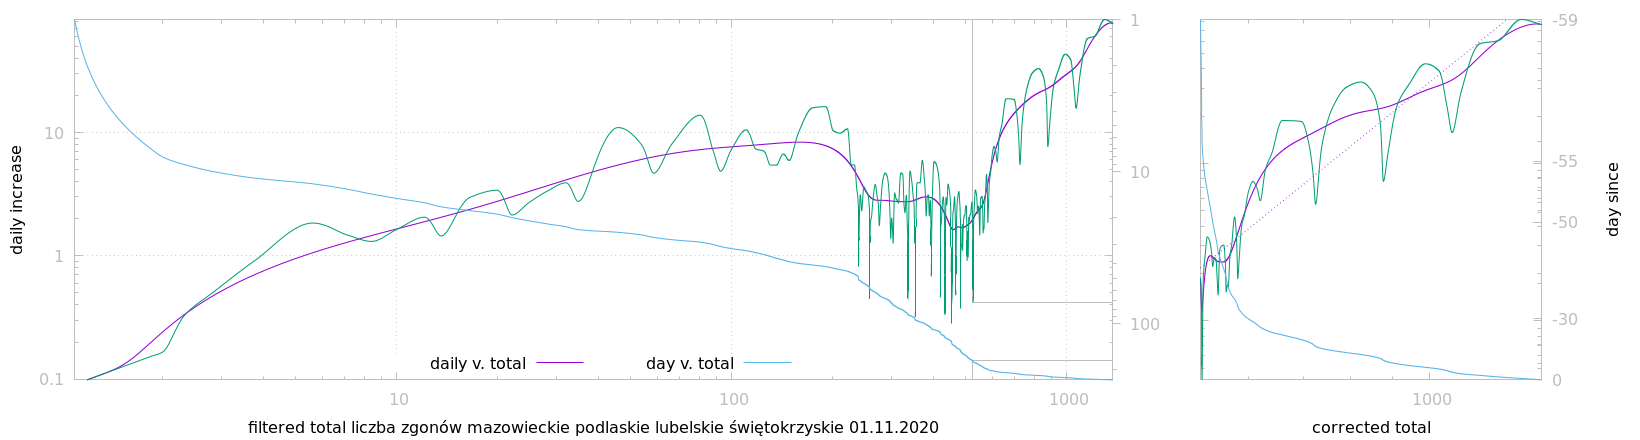 1
-59
10
10
-55
daily increase
day since
-50
1
100
-30
daily v. total
day v. total
0.1
0
10
100
1000
1000
filtered total liczba zgonów mazowieckie podlaskie lubelskie świętokrzyskie 01.11.2020
corrected total